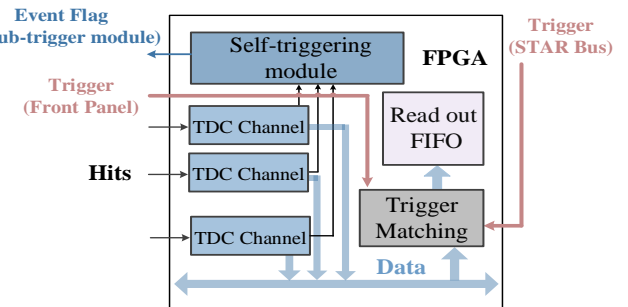 Event Flag
ub-trigger module)
Self-triggering
module
FPGA
Trigger
(STAR Bus)
Trigger
(Front Panel)
TDC Channel
Read out
FIFO
Hits
TDC Channel
TDC Channel
Trigger
Matching
Data